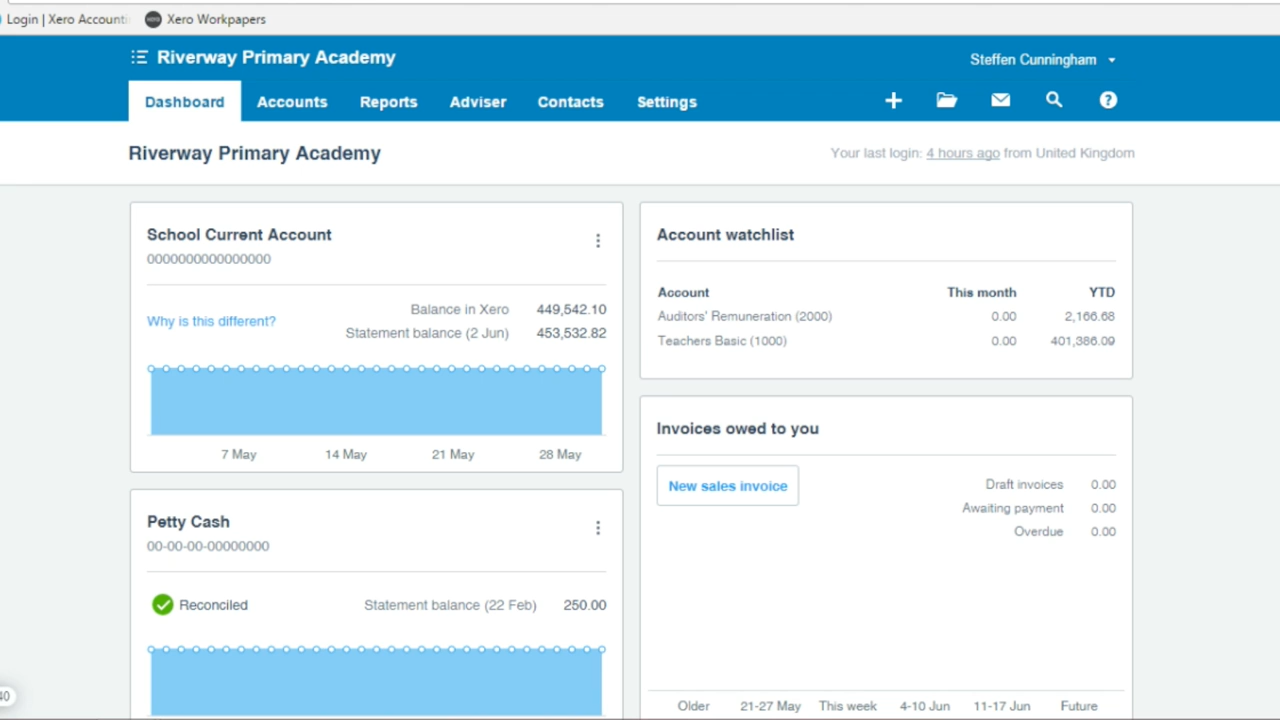 Login | Xero Accounti
Xero Workpapers
Riverway Primary Academy
Steffen Cunningham
Dashboard Accounts Reports Adviser Contacts Settings
Riverway Primary Academy
Your last login: 4 hours ago from United Kingdom
School Current Account
0000000000000000
Why is this different?
Balance in Xero 449,542.10
Statement balance (2 Jun) 453,532.82
7 May 14 May 21 May 28 May
Petty Cash
00-00-00-00000000
Reconciled
Statement balance (22 Feb) 250.00
Account watchlist
Account This month YTD
Auditors' Remuneration (2000) 0.00 2,166.68
Teachers Basic (1000) 0.00 401,386.09
Invoices owed to you
New sales invoice
Draft invoices 0.00
Awaiting payment 0.00
Overdue 0.00
Older 21-27 May This week 4-10 Jun 11-17 Jun Future
40